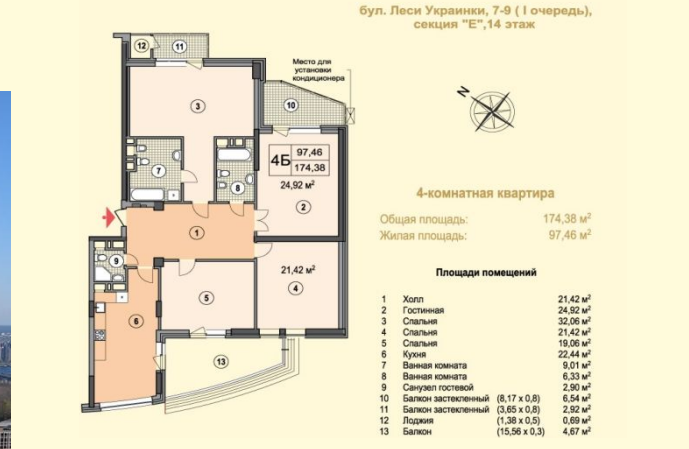 бул. Леси Украинки, 7-9 ( I очередь),
секция "Е",14 этаж
Место для
установки
кондиционера
12
11
3
10
N
4Б 97,46
174,38
24,92 м²
2
7
8
1
9
21,42 м²
4
5
6
13
4-комнатная квартира
Общая площадь: 174,38 м²
Жилая площадь: 97,46 м²
Площади помещений
1 Холл 21,42 м²
2 Гостинная 24,92 м²
3 Спальня 32,06 м²
4 Спальня 21,42 м²
5 Спальня 19,06 м²
6 Кухня 22,44 м²
7 Ванная комната 9,01 м²
8 Ванная комната 6,33 м²
9 Санузел гостевой 2,90 м²
10 Балкон застекленный (8,17 x 0,8) 6,54 м²
11 Балкон застекленный (3,65 x 0,8) 2,92 м²
12 Лоджия (1,38 x 0,5) 0,69 м²
13 Балкон (15,56 x 0,3) 4,67 м²